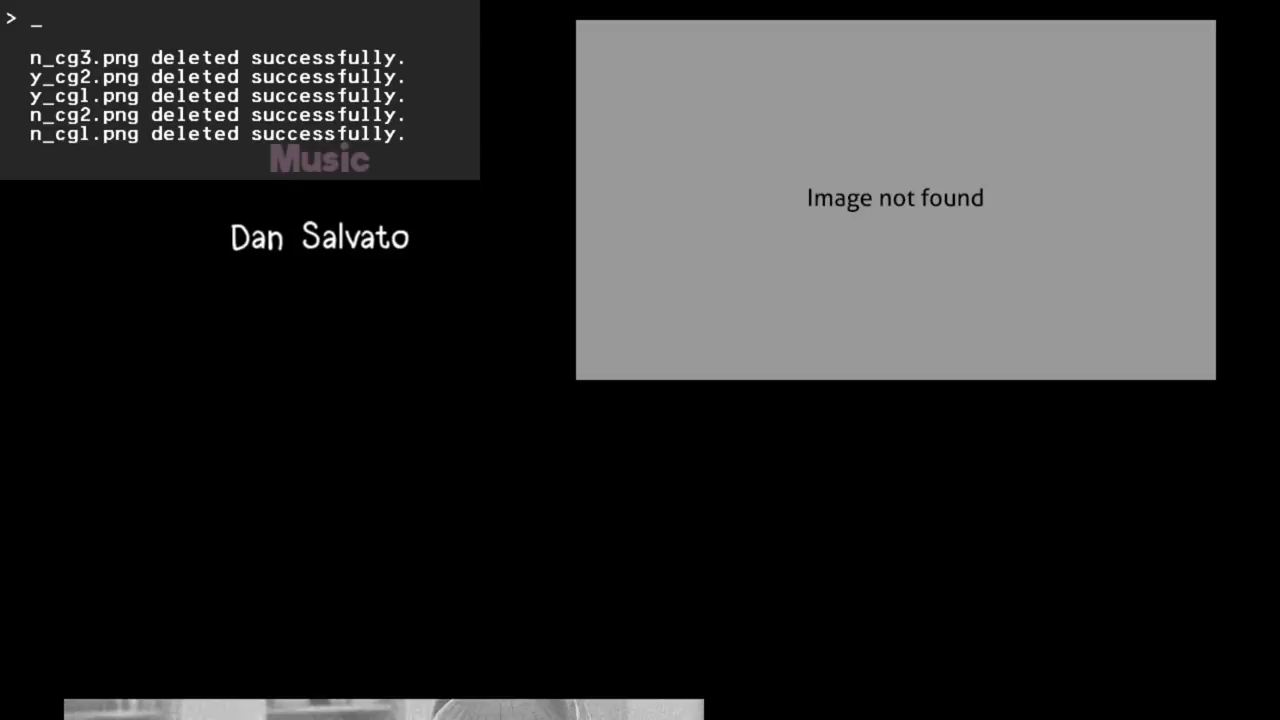 > _
n_cg3.png deleted successfully.
y_cg2.png deleted successfully.
y_cg1.png deleted successfully.
n_cg2.png deleted successfully.
n_cg1.png deleted successfully.
Music
Dan Salvato
Image not found